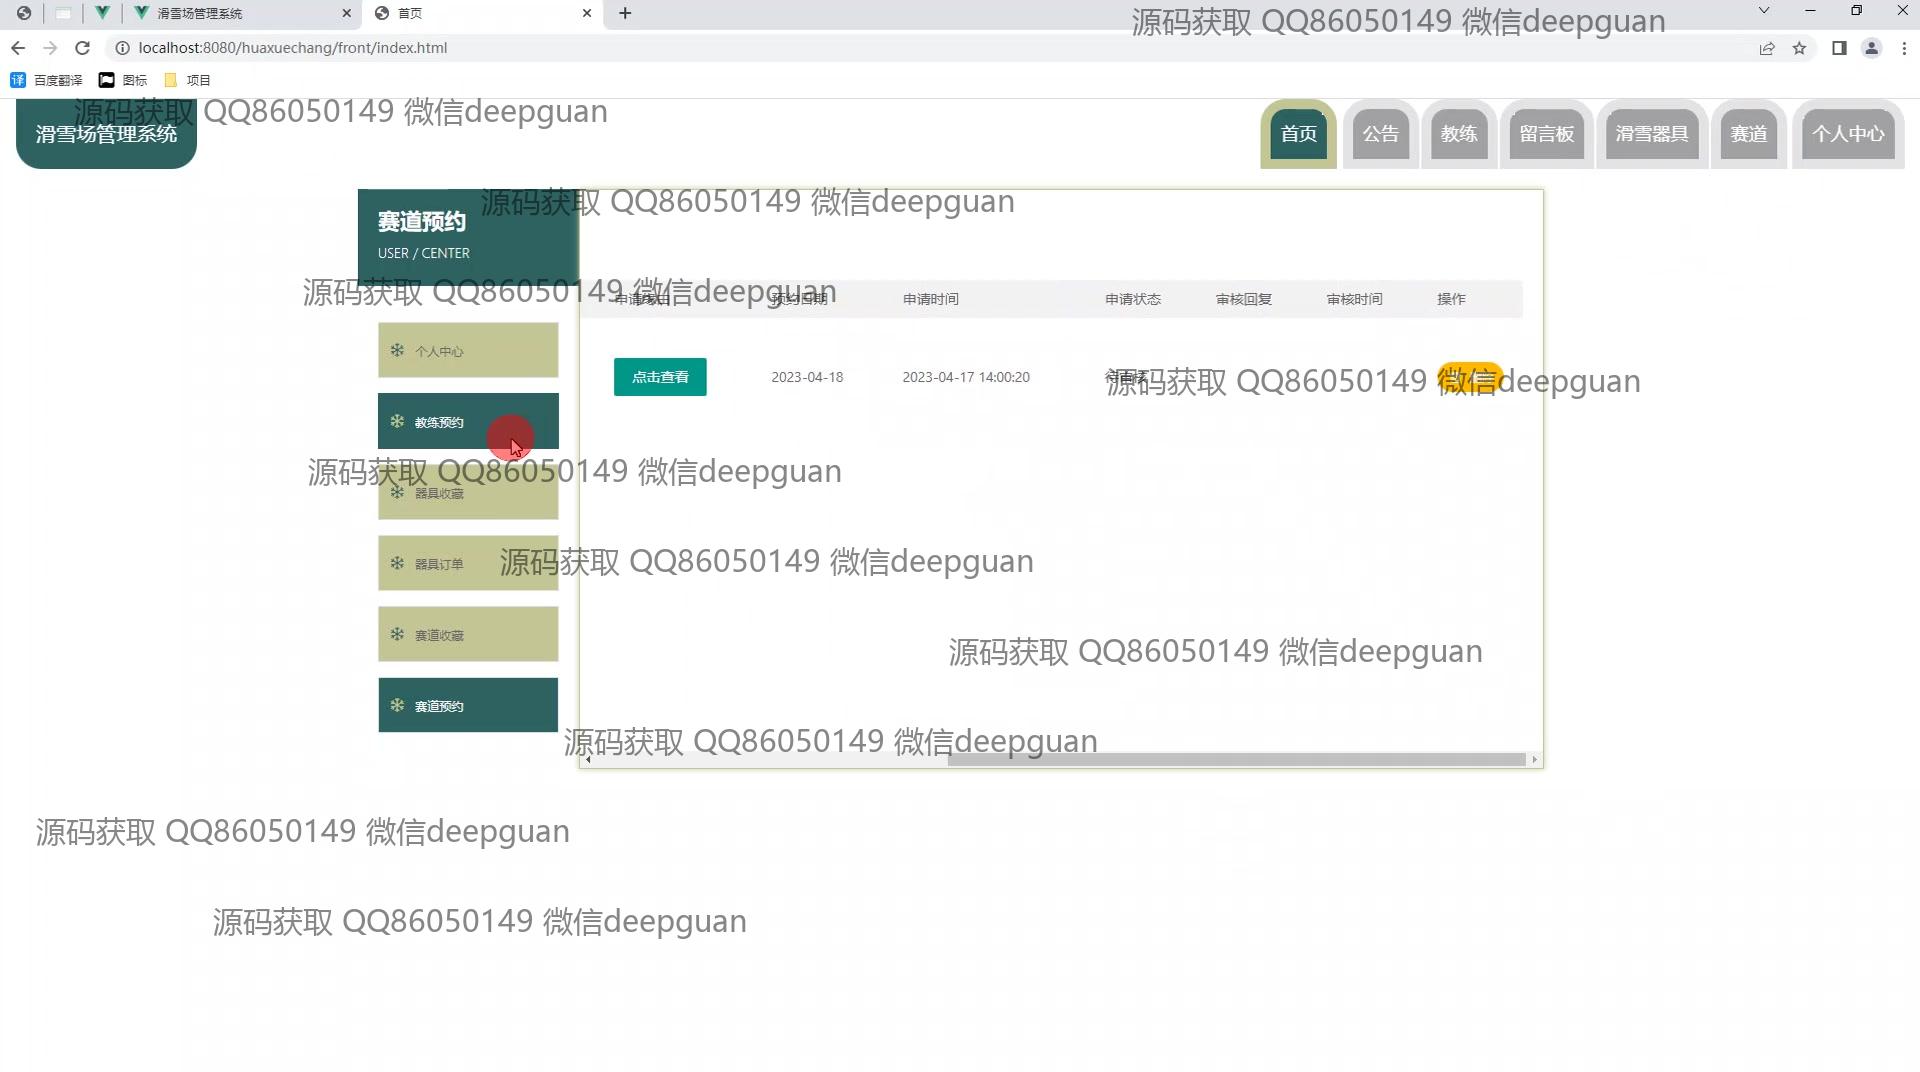 滑雪场管理系统
首页
源码获取 QQ86050149 微信deepguan
localhost:8080/huaxuechang/front/index.html
百度翻译
图标
项目
源码获取 QQ86050149 微信deepguan
滑雪场管理系统
首页
公告
教练
留言板
滑雪器具
赛道
个人中心
源码获取 QQ86050149 微信deepguan
赛道预约
USER / CENTER
源码获取 QQ86050149 微信deepguan
预约日期
申请时间
申请状态
审核回复
审核时间
操作
个人中心
点击查看
2023-04-18
2023-04-17 14:00:20
待审核
源码获取 QQ86050149 微信deepguan
教练预约
源码获取 QQ86050149 微信deepguan
器具收藏
器具订单
源码获取 QQ86050149 微信deepguan
赛道收藏
源码获取 QQ86050149 微信deepguan
赛道预约
源码获取 QQ86050149 微信deepguan
源码获取 QQ86050149 微信deepguan
源码获取 QQ86050149 微信deepguan